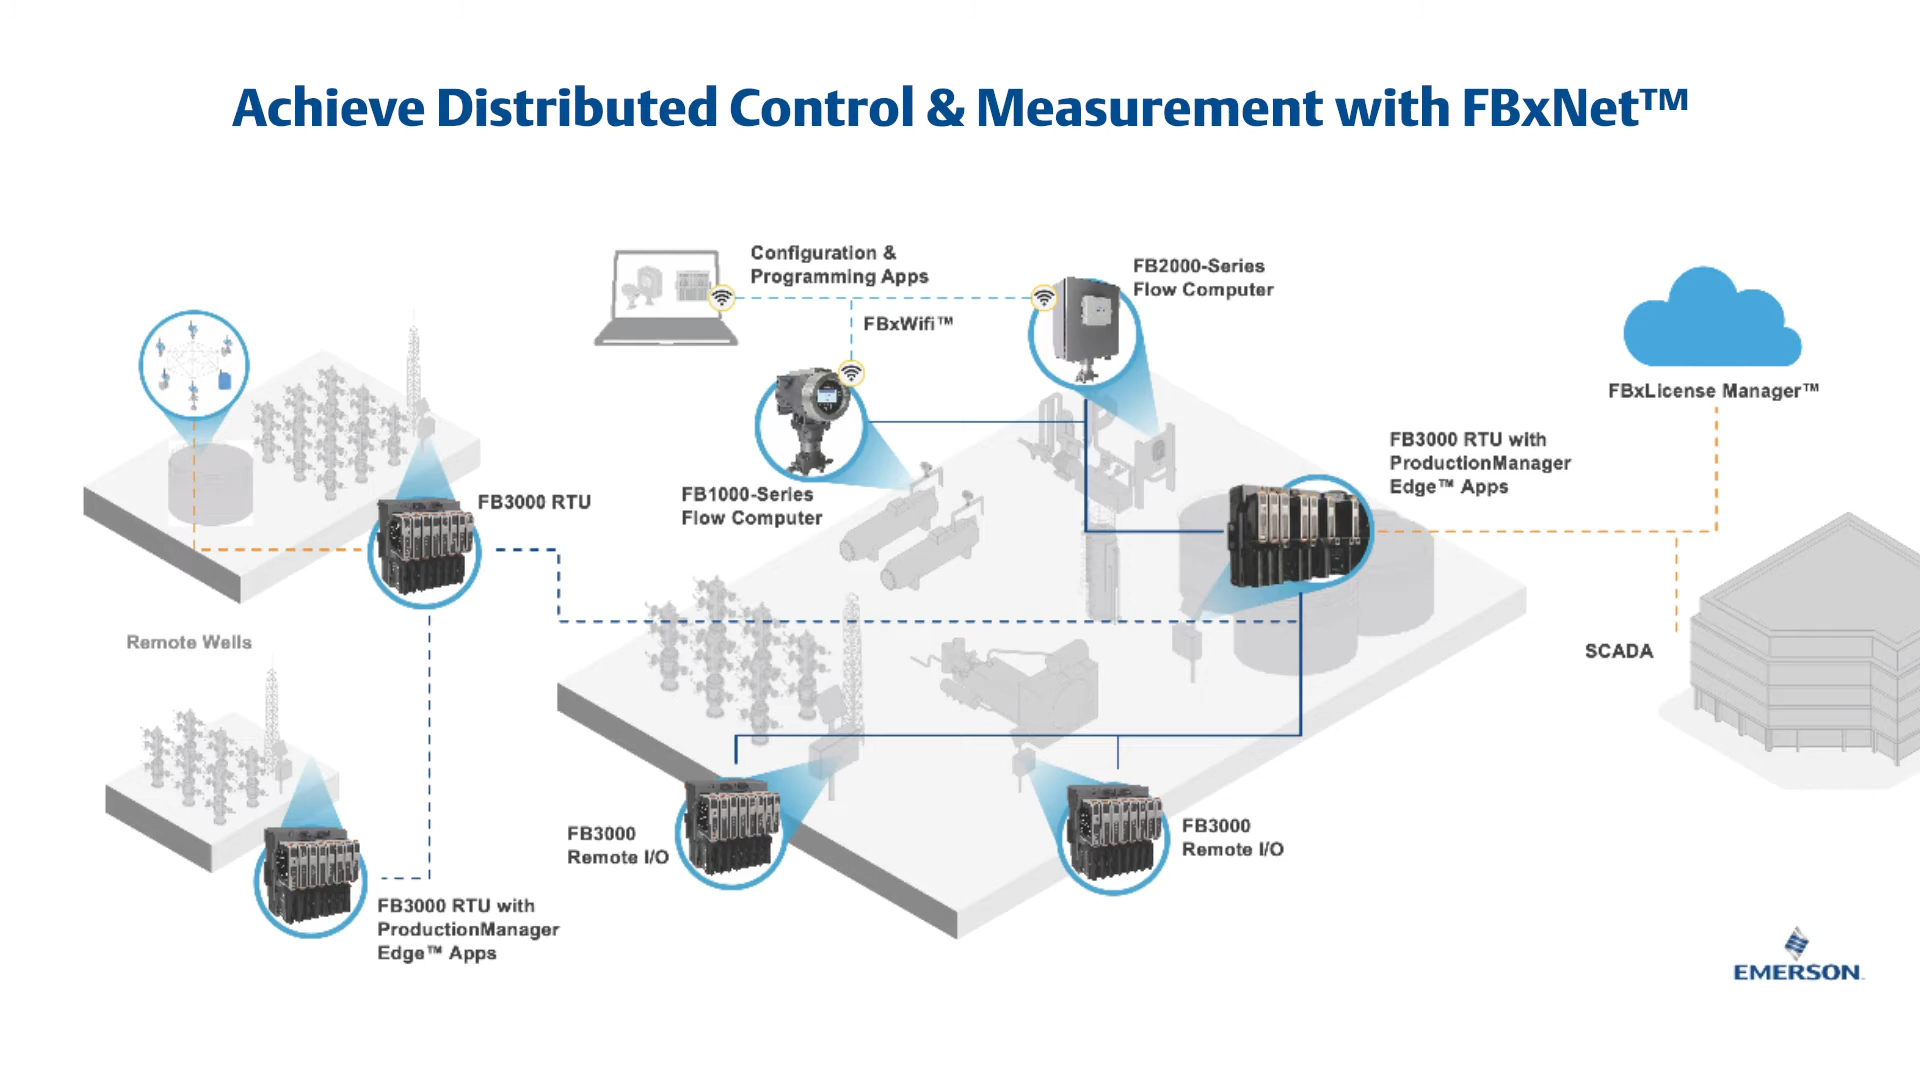 Achieve Distributed Control & Measurement with FBxNet™
Configuration &
Programming Apps
FBxWifi™
FB2000-Series
Flow Computer
FBxLicense Manager™
FB3000 RTU with
ProductionManager
Edge™ Apps
FB3000 RTU
FB1000-Series
Flow Computer
Remote Wells
SCADA
FB3000
Remote I/O
FB3000
Remote I/O
FB3000 RTU with
ProductionManager
Edge™ Apps
EMERSON